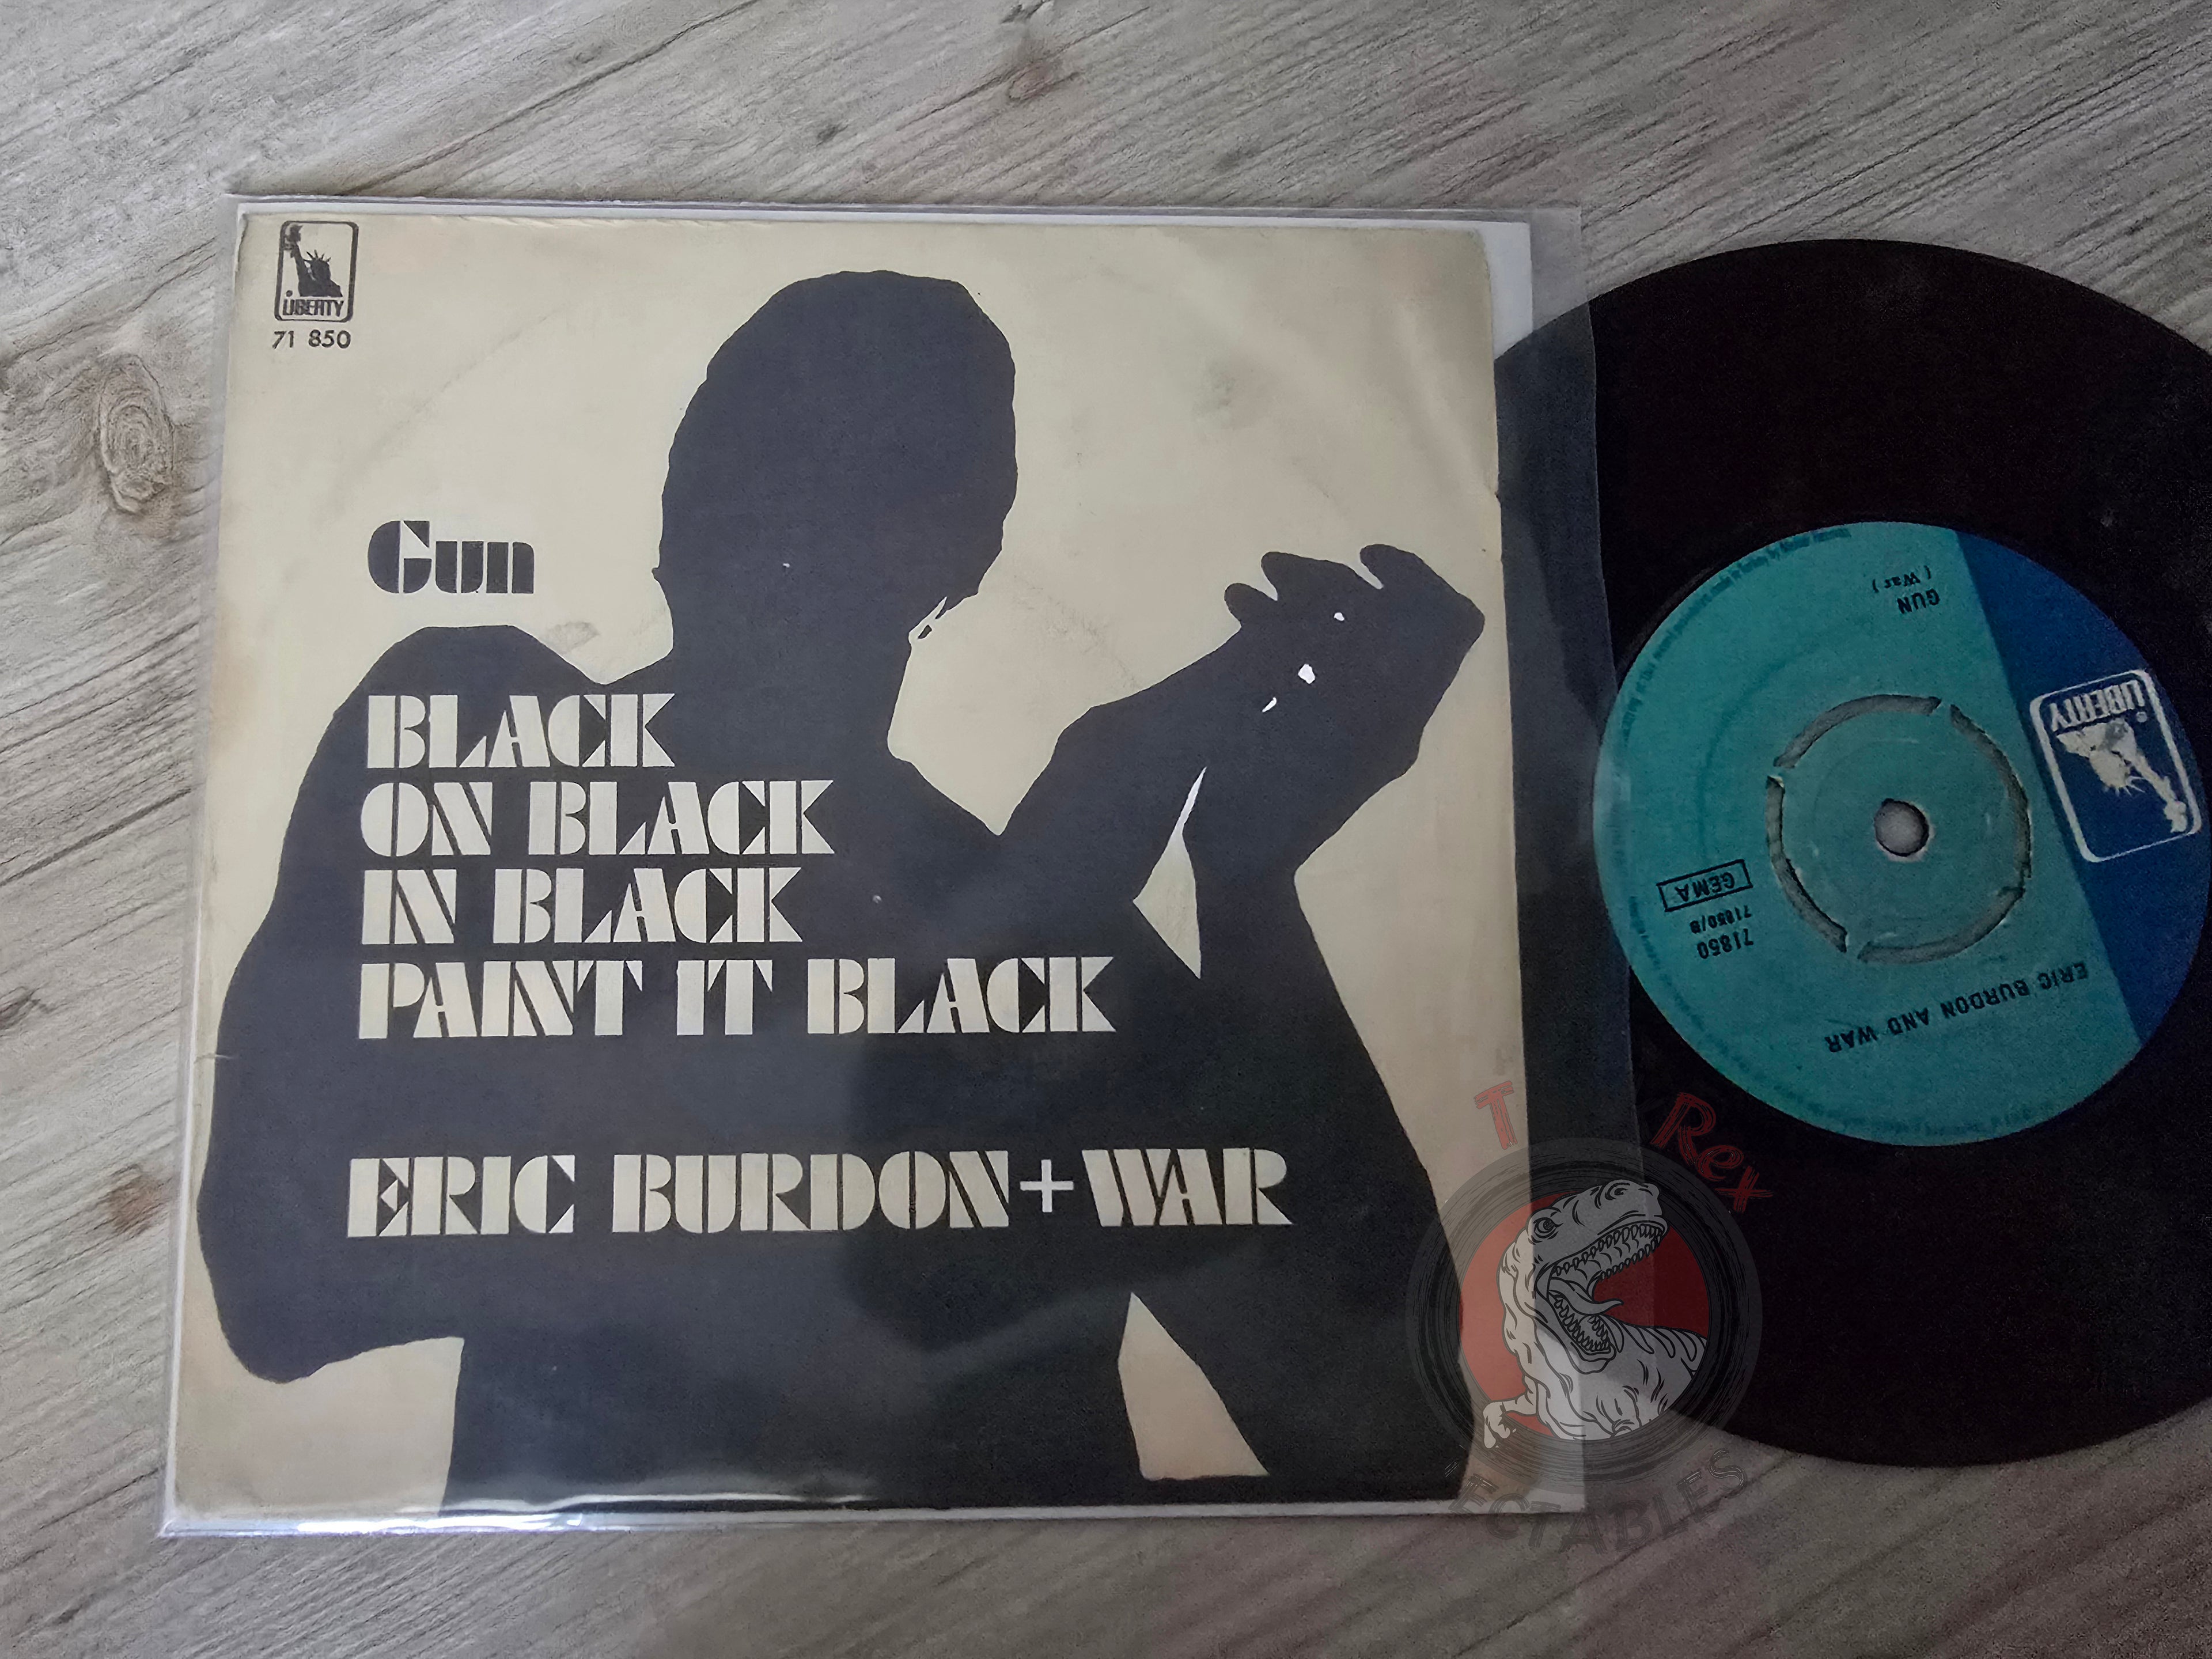 LIBERTY
71 850
Gun
BLACK
ON BLACK
IN BLACK
PAINT IT BLACK
ERIC BURDON+WAR
LIBERTY
GUN
( War )
GEMA
71850
71850/B
ERIC BURDON AND WAR
T Rex
ECTABLES